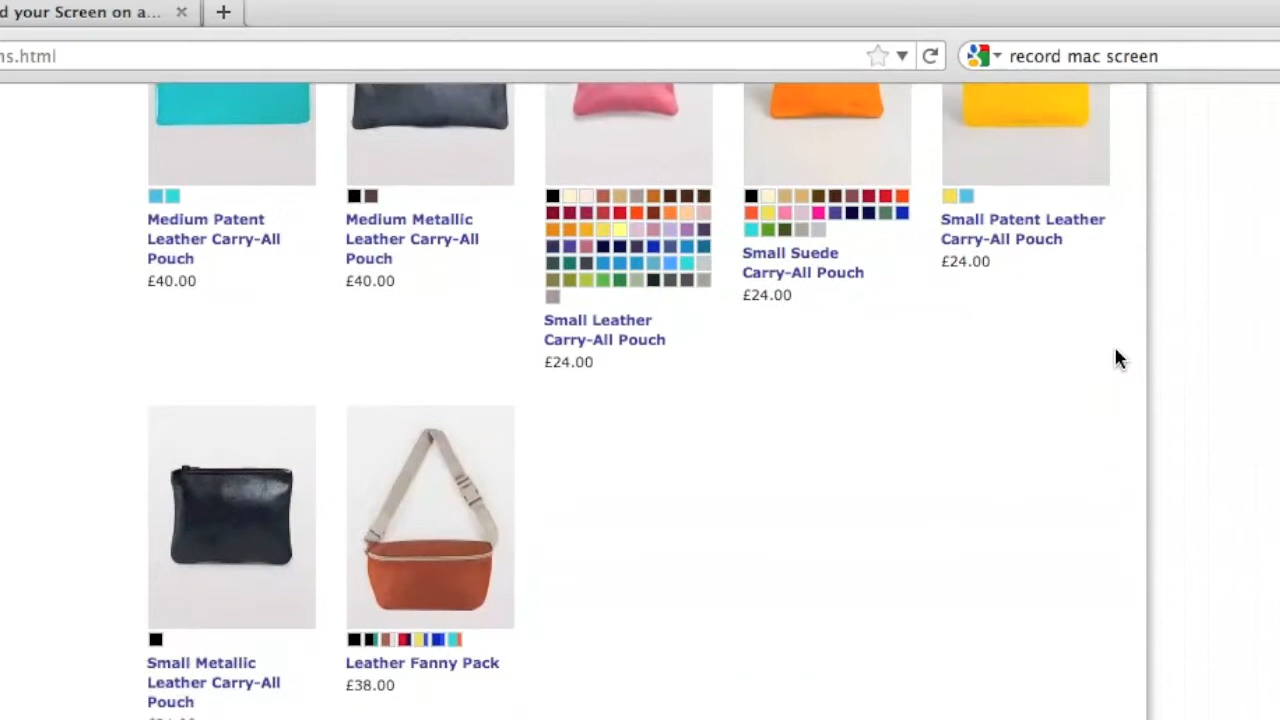 d your Screen on a...
ns.html
record mac screen
Medium Patent
Leather Carry-All
Pouch
£40.00
Medium Metallic
Leather Carry-All
Pouch
£40.00
Small Leather
Carry-All Pouch
£24.00
Small Suede
Carry-All Pouch
£24.00
Small Patent Leather
Carry-All Pouch
£24.00
Small Metallic
Leather Carry-All
Pouch
Leather Fanny Pack
£38.00